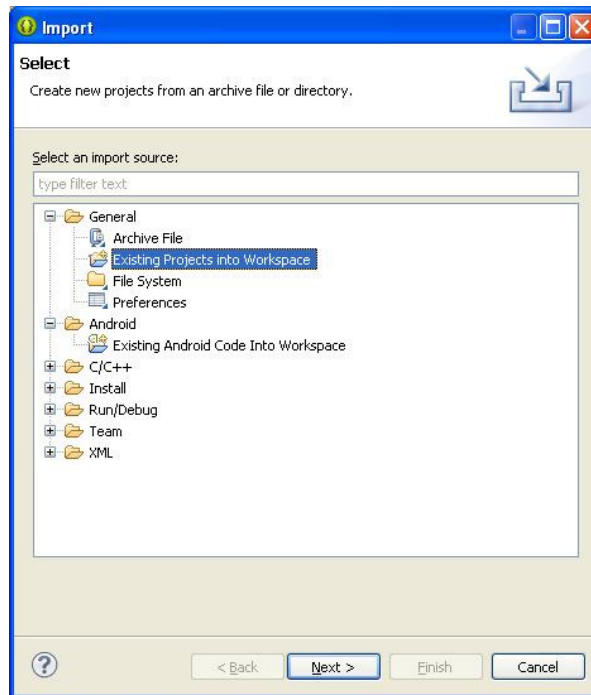 Import
Select
Create new projects from an archive file or directory.
Select an import source:
type filter text
General
Archive File
Existing Projects into Workspace
File System
Preferences
Android
Existing Android Code Into Workspace
C/C++
Install
Run/Debug
Team
XML
? < Back Next > Finish Cancel